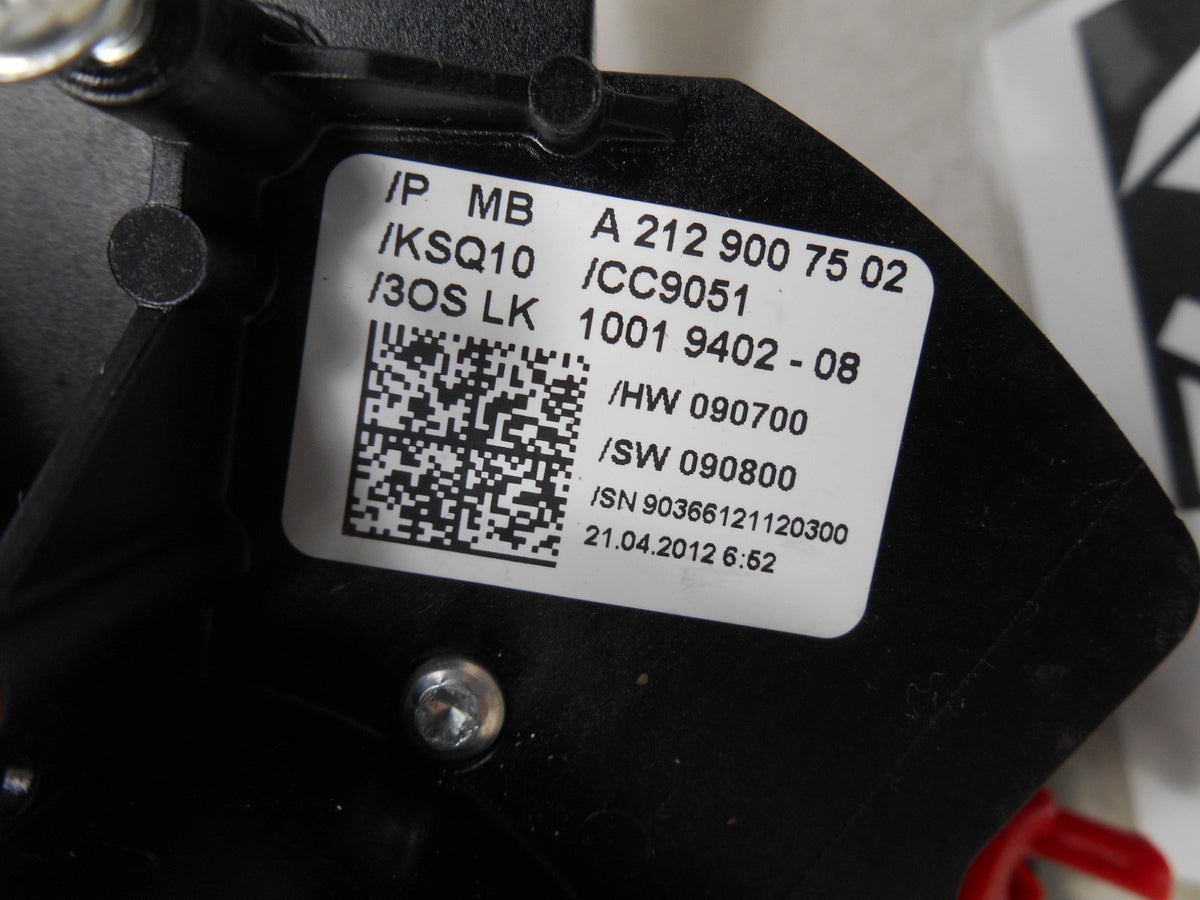 /P MB A 212 900 75 02
/KSQ10 /CC9051
/3OS LK 1001 9402 - 08
/HW 090700
/SW 090800
/SN 90366121120300
21.04.2012 6:52